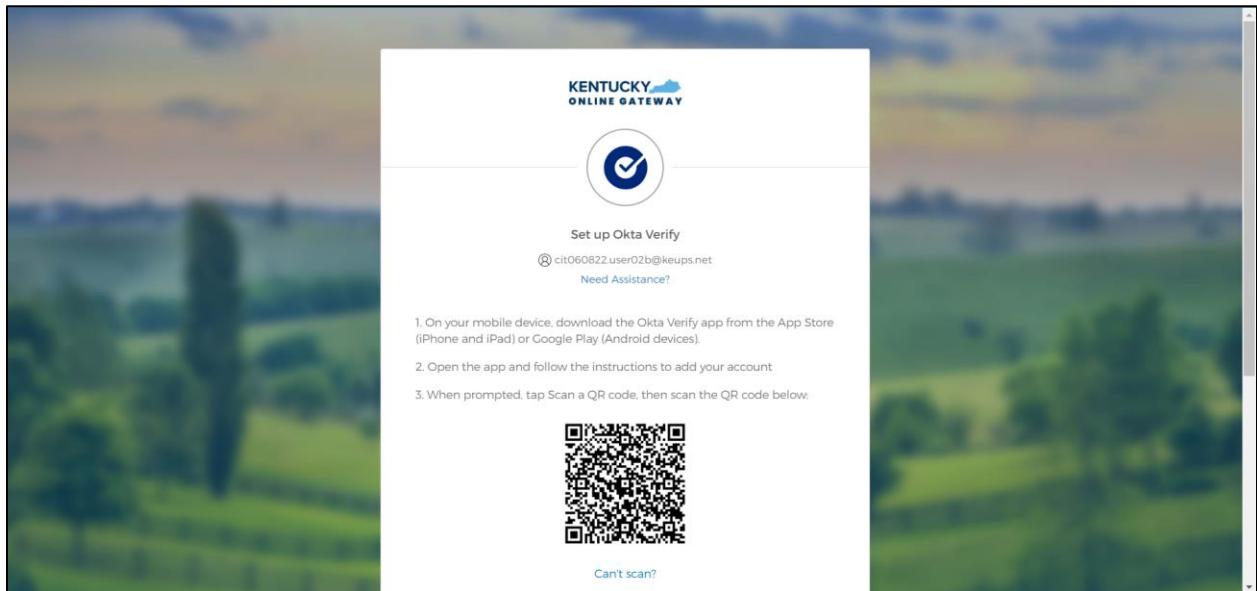 KENTUCKY
ONLINE GATEWAY
Set up Okta Verify
cit060822.user02b@keups.net
Need Assistance?
1. On your mobile device, download the Okta Verify app from the App Store
(iPhone and iPad) or Google Play (Android devices).
2. Open the app and follow the instructions to add your account
3. When prompted, tap Scan a QR code, then scan the QR code below:
Can't scan?